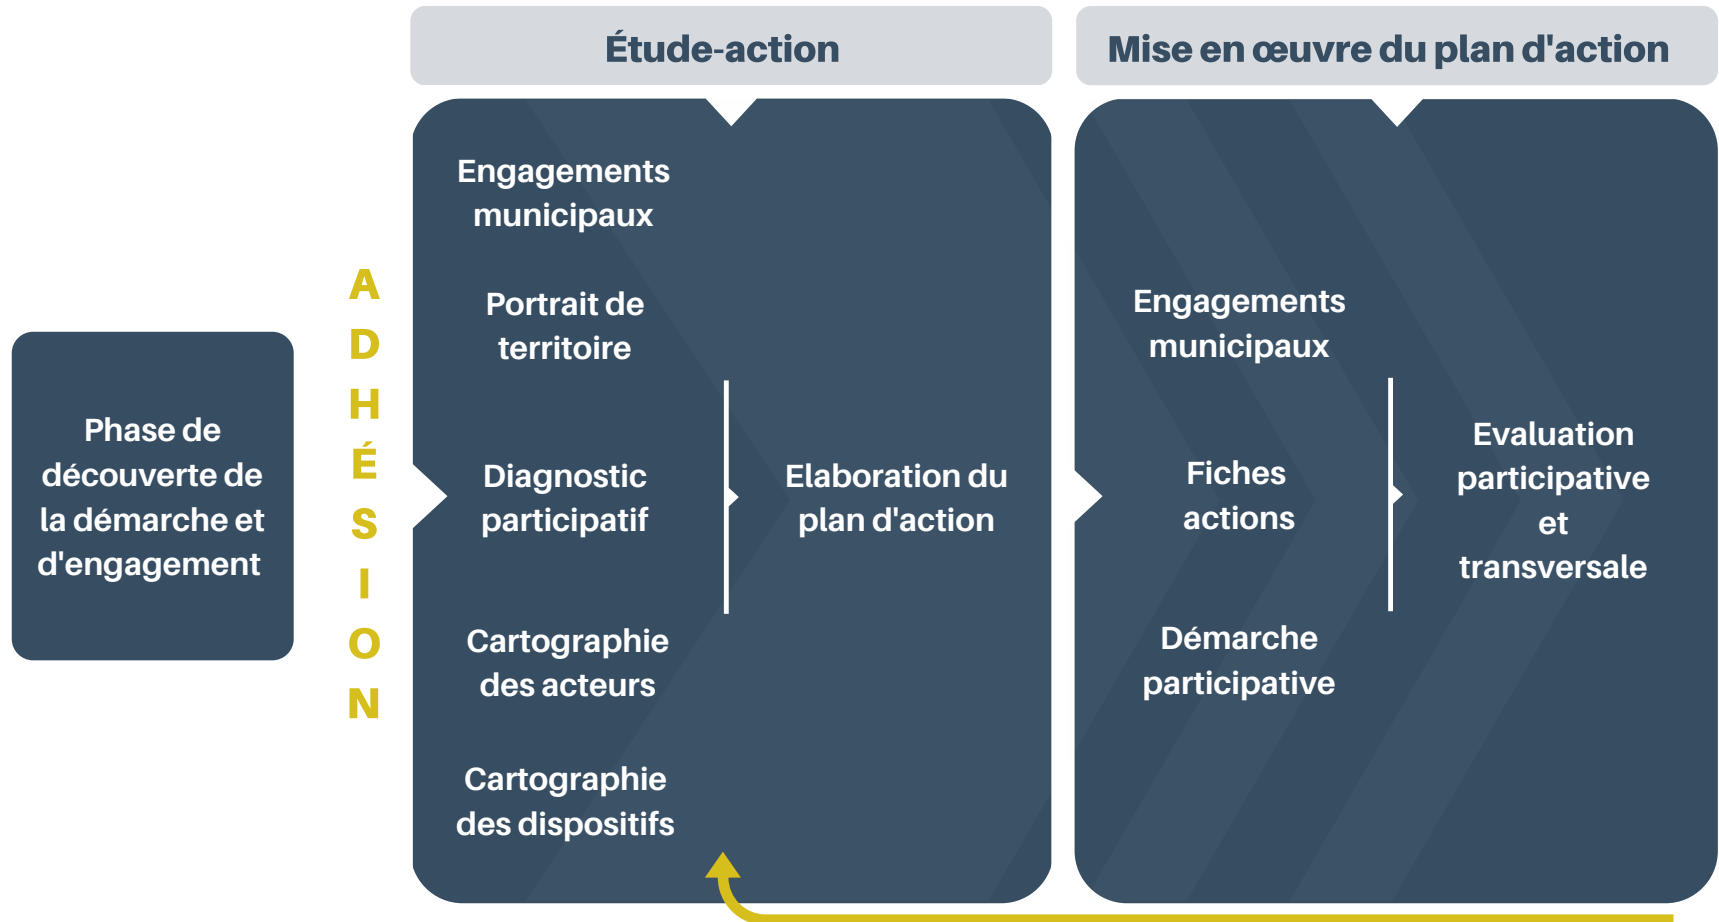 Étude-action
Mise en œuvre du plan d'action
Phase de
découverte de
la démarche et
d'engagement
A
D
H
É
S
I
O
N
Engagements
municipaux
Portrait de
territoire
Diagnostic
participatif
Cartographie
des acteurs
Cartographie
des dispositifs
Elaboration du
plan d'action
Engagements
municipaux
Fiches
actions
Démarche
participative
Evaluation
participative
et
transversale